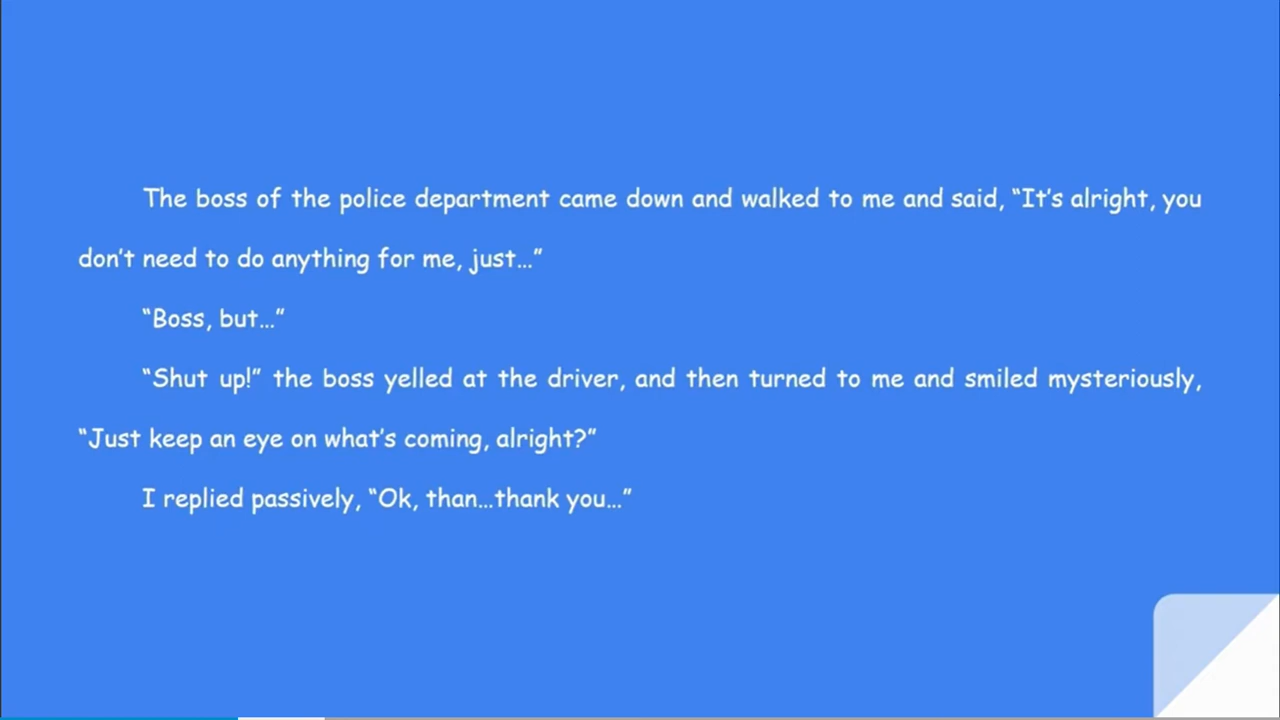 The boss of the police department came down and walked to me and said, “It’s alright, you
don’t need to do anything for me, just…”
“Boss, but…”
“Shut up!” the boss yelled at the driver, and then turned to me and smiled mysteriously,
“Just keep an eye on what’s coming, alright?”
I replied passively, “Ok, than…thank you…”